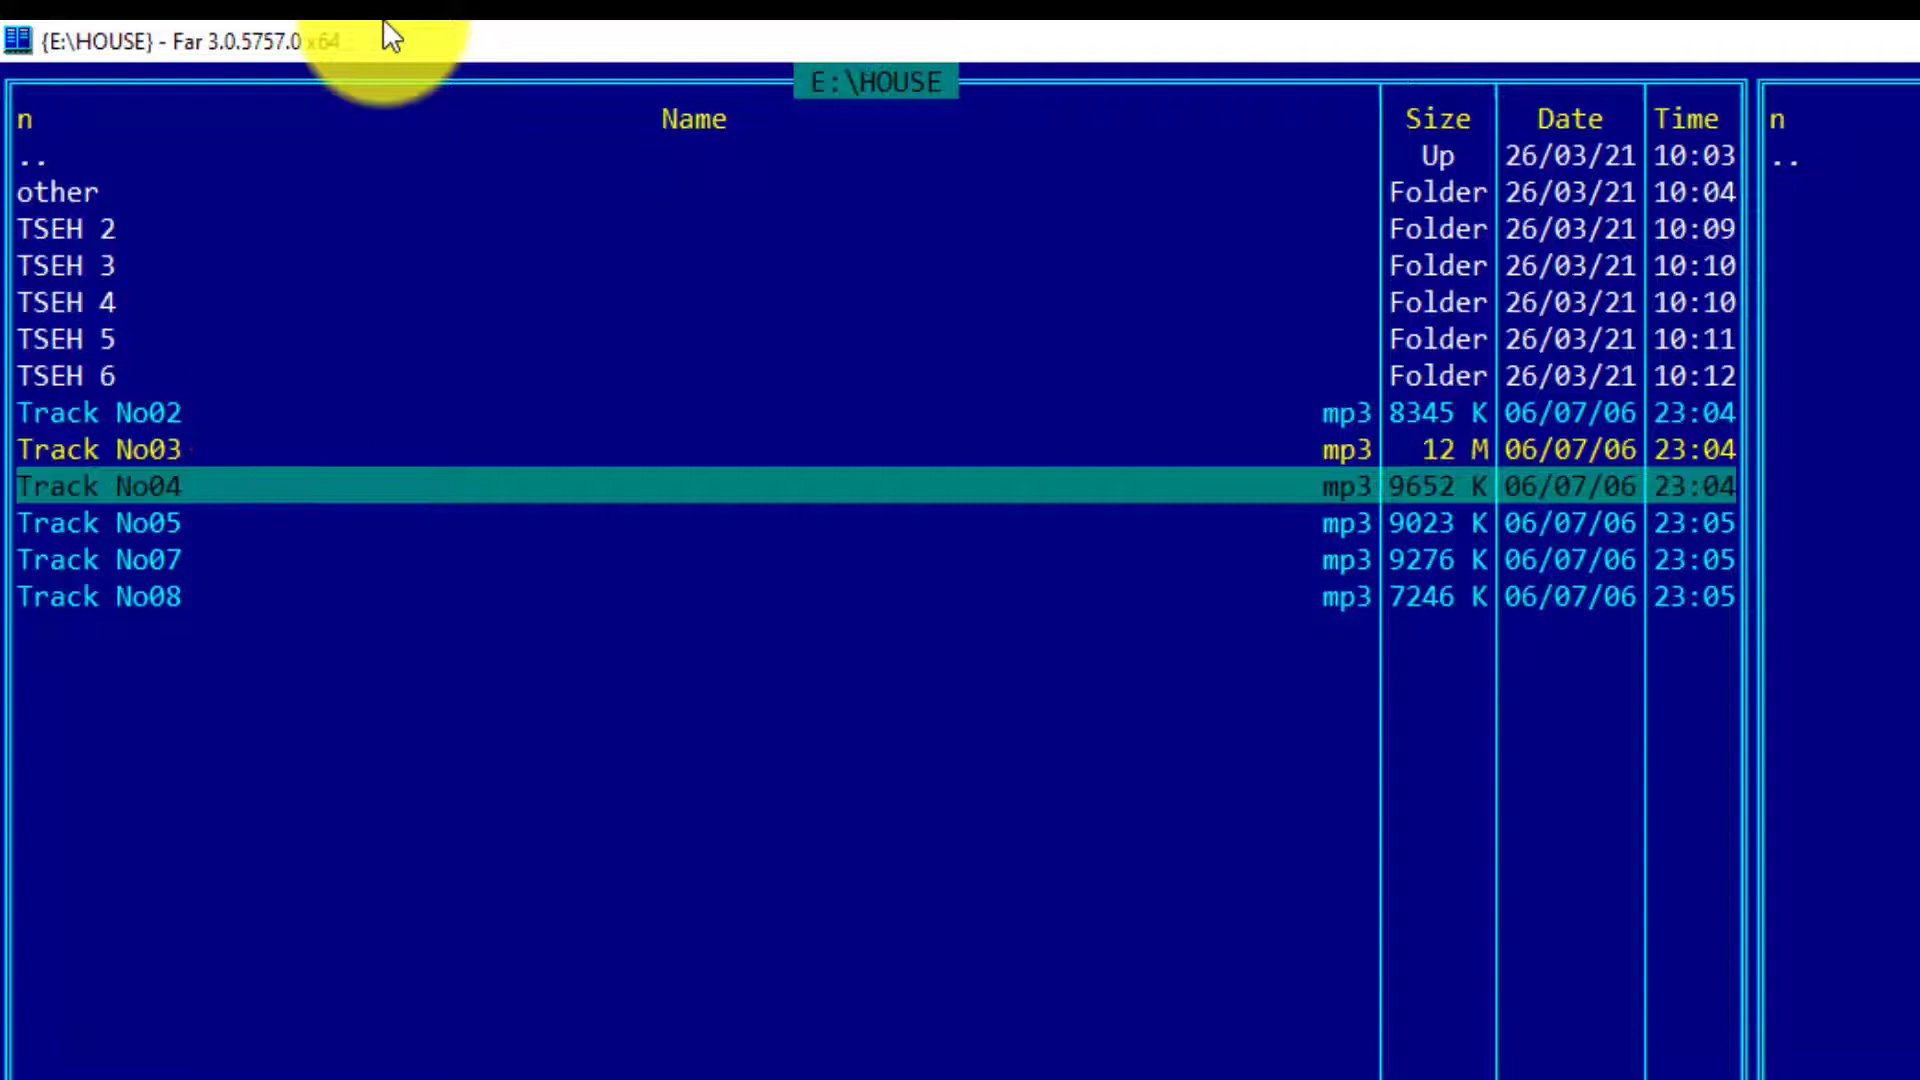 {E:\HOUSE} - Far 3.0.5757.0 x64
E:\HOUSE
n Name Size Date Time n
.. Up 26/03/21 10:03 ..
other Folder 26/03/21 10:04
TSEH 2 Folder 26/03/21 10:09
TSEH 3 Folder 26/03/21 10:10
TSEH 4 Folder 26/03/21 10:10
TSEH 5 Folder 26/03/21 10:11
TSEH 6 Folder 26/03/21 10:12
Track No02 mp3 8345 K 06/07/06 23:04
Track No03 mp3 12 M 06/07/06 23:04
Track No04 mp3 9652 K 06/07/06 23:04
Track No05 mp3 9023 K 06/07/06 23:05
Track No07 mp3 9276 K 06/07/06 23:05
Track No08 mp3 7246 K 06/07/06 23:05